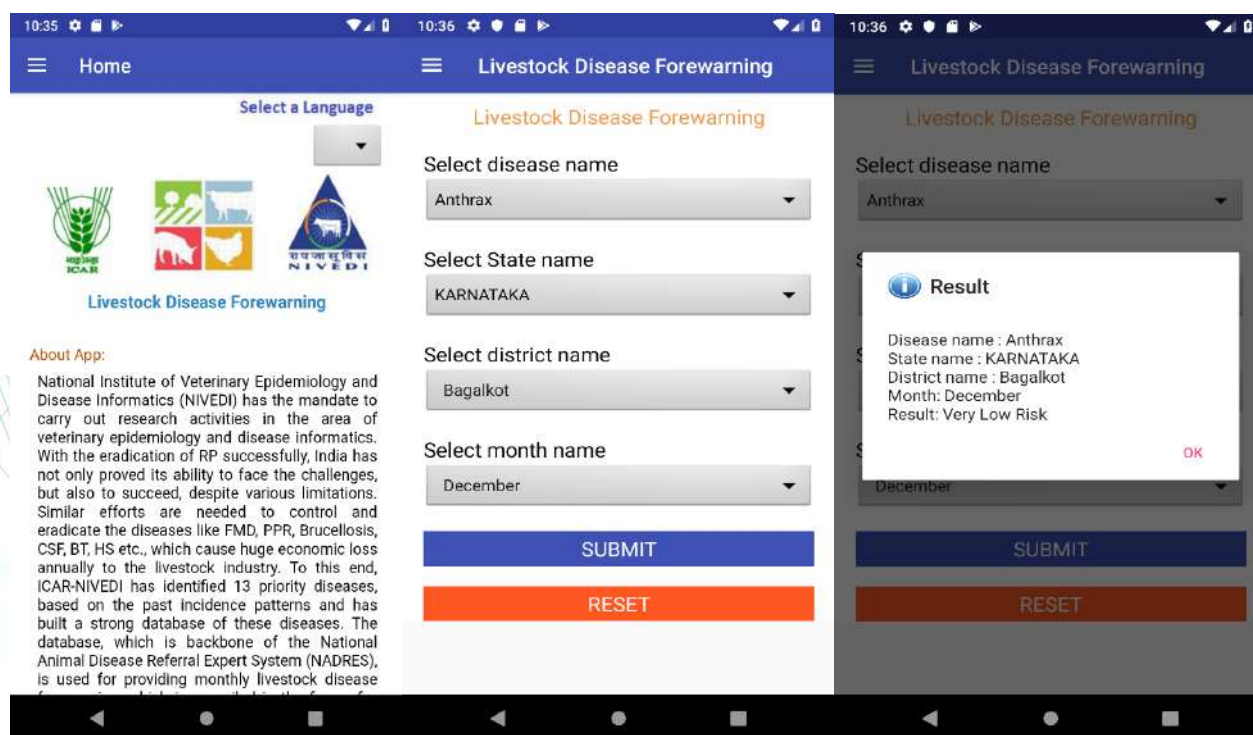 10:35
Home
Select a Language
भाकृअनुप
ICAR
NIVEDI
Livestock Disease Forewarning
About App:
National Institute of Veterinary Epidemiology and
Disease Informatics (NIVEDI) has the mandate to
carry out research activities in the area of
veterinary epidemiology and disease informatics.
With the eradication of RP successfully, India has
not only proved its ability to face the challenges,
but also to succeed, despite various limitations.
Similar efforts are needed to control and
eradicate the diseases like FMD, PPR, Brucellosis,
CSF, BT, HS etc., which cause huge economic loss
annually to the livestock industry. To this end,
ICAR-NIVEDI has identified 13 priority diseases,
based on the past incidence patterns and has
built a strong database of these diseases. The
database, which is backbone of the National
Animal Disease Referral Expert System (NADRES),
is used for providing monthly livestock disease
10:36
Livestock Disease Forewarning
Livestock Disease Forewarning
Select disease name
Anthrax
Select State name
KARNATAKA
Select district name
Bagalkot
Select month name
December
SUBMIT
RESET
10:36
Livestock Disease Forewarning
Livestock Disease Forewarning
Select disease name
Anthrax
Result
Disease name : Anthrax
State name : KARNATAKA
District name : Bagalkot
Month: December
Result: Very Low Risk
OK
December
SUBMIT
RESET